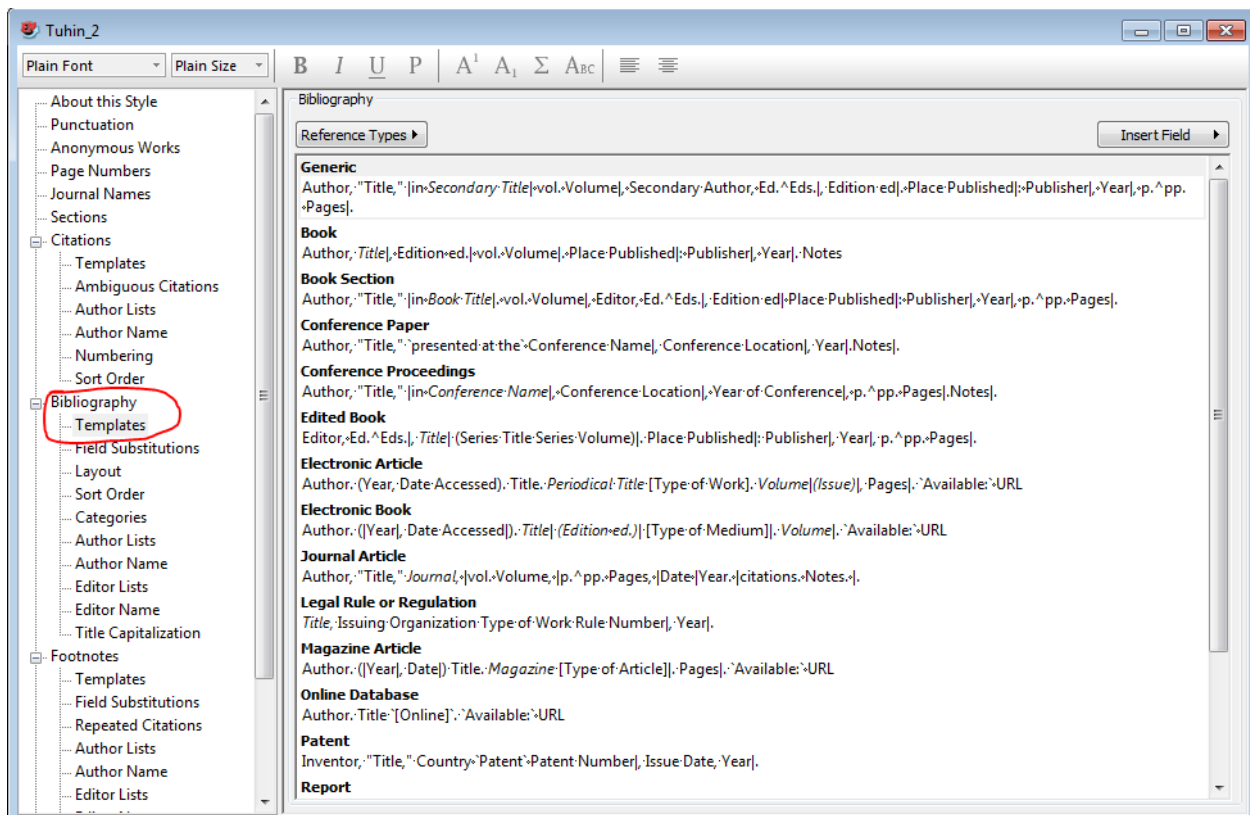 Tuhin_2
Plain Font Plain Size B I U P A1 A1 Σ ABC
About this Style
Punctuation
Anonymous Works
Page Numbers
Journal Names
Sections
Citations
Templates
Ambiguous Citations
Author Lists
Author Name
Numbering
Sort Order
Bibliography
Templates
Field Substitutions
Layout
Sort Order
Categories
Author Lists
Author Name
Editor Lists
Editor Name
Title Capitalization
Footnotes
Templates
Field Substitutions
Repeated Citations
Author Lists
Author Name
Editor Lists
Bibliography
Reference Types Insert Field
Generic
Author,·"Title,"·|in◦Secondary·Title|◦vol.◦Volume|,◦Secondary·Author,◦Ed.^Eds.|,·Edition·ed|.◦Place·Published|:◦Publisher|,◦Year|,◦p.^pp.
◦Pages|.
Book
Author,·Title|,◦Edition◦ed.|◦vol.◦Volume|.◦Place·Published|:◦Publisher|,◦Year|.·Notes
Book Section
Author,·"Title,"·|in◦Book·Title|.◦vol.◦Volume|,◦Editor,◦Ed.^Eds.|,·Edition·ed|◦Place·Published|:◦Publisher|,◦Year|,◦p.^pp.◦Pages|.
Conference Paper
Author,·"Title,"·`presented·at·the`◦Conference·Name|,·Conference·Location|,·Year|.Notes|.
Conference Proceedings
Author,·"Title,"·|in◦Conference·Name|,◦Conference·Location|,◦Year·of·Conference|,◦p.^pp.◦Pages|.Notes|.
Edited Book
Editor,◦Ed.^Eds.|,·Title|·(Series·Title·Series·Volume)|.·Place·Published|:·Publisher|,·Year|,·p.^pp.◦Pages|.
Electronic Article
Author.·(Year,·Date·Accessed).·Title.·Periodical·Title·[Type·of·Work].·Volume|(Issue)|,·Pages|.·`Available:`◦URL
Electronic Book
Author.·(|Year|,·Date·Accessed|).·Title|·(Edition◦ed.)|·[Type·of·Medium]|.·Volume|.·`Available:`◦URL
Journal Article
Author,·"Title,"·Journal,◦|vol.◦Volume,◦|p.^pp.◦Pages,◦|Date◦|Year.◦|citations.◦Notes.◦|.
Legal Rule or Regulation
Title,·Issuing·Organization·Type·of·Work·Rule·Number|,·Year|.
Magazine Article
Author.·(|Year|,·Date|)·Title.·Magazine·[Type·of·Article]|.·Pages|.·`Available:`◦URL
Online Database
Author.·Title·`[Online]`.·`Available:`◦URL
Patent
Inventor,·"Title,"·Country◦`Patent`◦Patent·Number|,·Issue·Date,·Year|.
Report